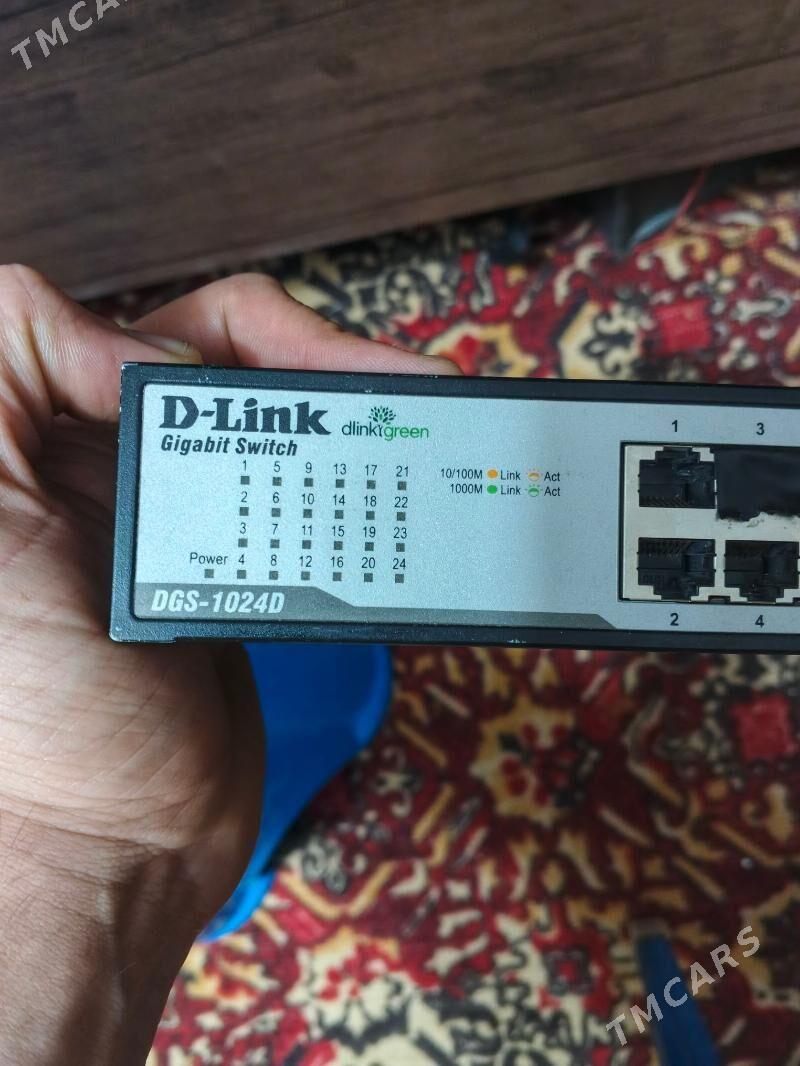 TMCARS
D-Link
dlinkgreen
Gigabit Switch
1 5 9 13 17 21
2 6 10 14 18 22
3 7 11 15 19 23
Power 4 8 12 16 20 24
10/100M Link Act
1000M Link Act
DGS-1024D
1 3
2 4
TMCARS